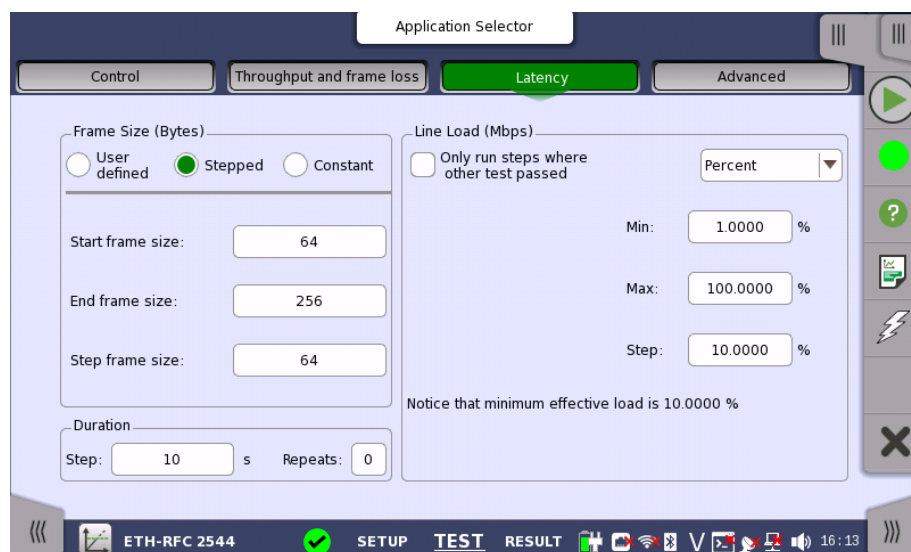 Application Selector
Control
Throughput and frame loss
Latency
Advanced
Frame Size (Bytes)
User
defined
Stepped
Constant
Start frame size:
64
End frame size:
256
Step frame size:
64
Duration
Step:
10
s
Repeats:
0
Line Load (Mbps)
Only run steps where
other test passed
Percent
Min:
1.0000
%
Max:
100.0000
%
Step:
10.0000
%
Notice that minimum effective load is 10.0000 %
ETH-RFC 2544
SETUP
TEST
RESULT
16:13